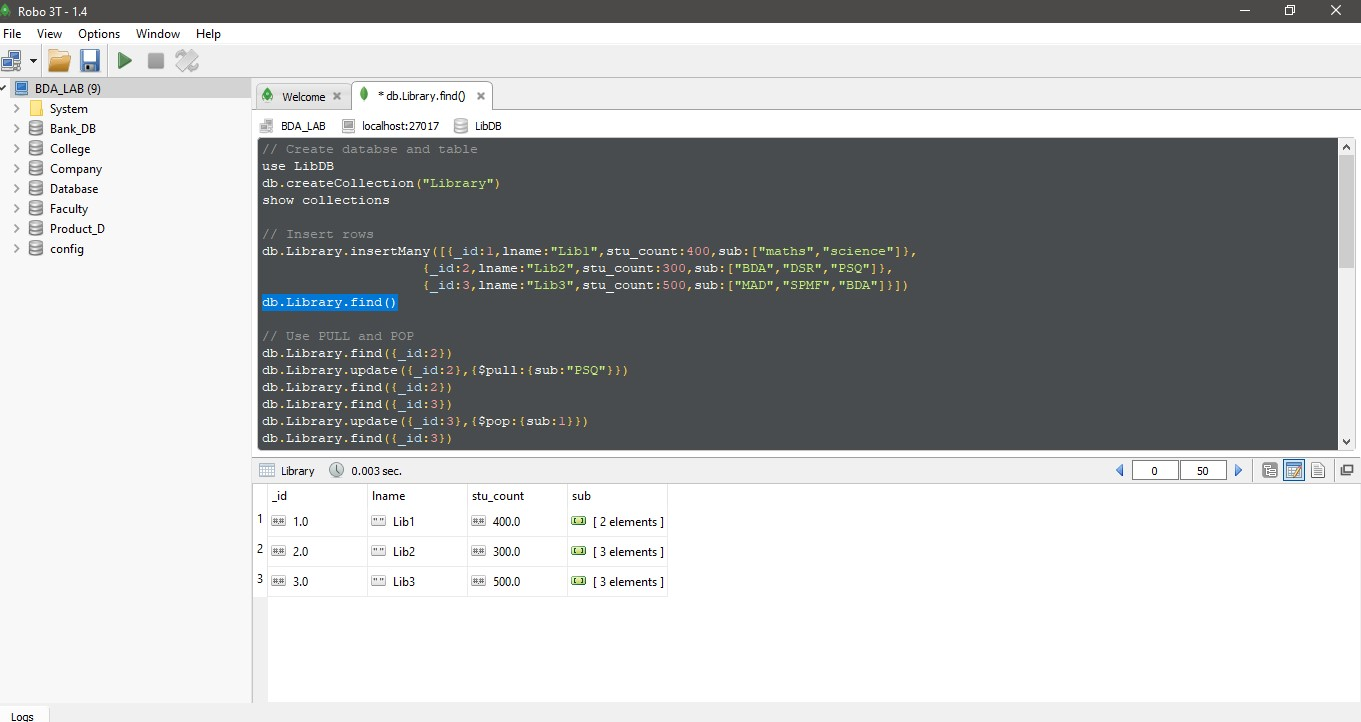 Robo 3T - 1.4
File View Options Window Help
BDA_LAB (9)
System
Bank_DB
College
Company
Database
Faculty
Product_D
config
Welcome
* db.Library.find()
BDA_LAB localhost:27017 LibDB
// Create databse and table
use LibDB
db.createCollection("Library")
show collections
// Insert rows
db.Library.insertMany([{_id:1,lname:"Lib1",stu_count:400,sub:["maths","science"]},
{_id:2,lname:"Lib2",stu_count:300,sub:["BDA","DSR","PSQ"]},
{_id:3,lname:"Lib3",stu_count:500,sub:["MAD","SPMF","BDA"]}])
db.Library.find()
// Use PULL and POP
db.Library.find({_id:2})
db.Library.update({_id:2},{$pull:{sub:"PSQ"}})
db.Library.find({_id:2})
db.Library.find({_id:3})
db.Library.update({_id:3},{$pop:{sub:1}})
db.Library.find({_id:3})
Library 0.003 sec. 0 50
_id lname stu_count sub
1 1.0 Lib1 400.0 [ 2 elements ]
2 2.0 Lib2 300.0 [ 3 elements ]
3 3.0 Lib3 500.0 [ 3 elements ]
Logs